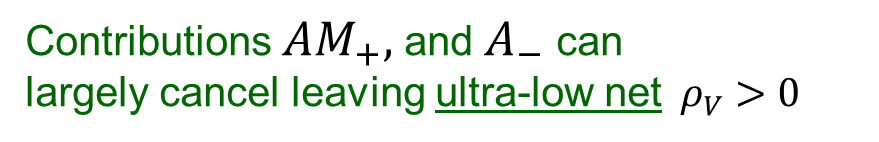 Contributions AM₊, and A₋ can
largely cancel leaving ultra-low net ρ_V > 0